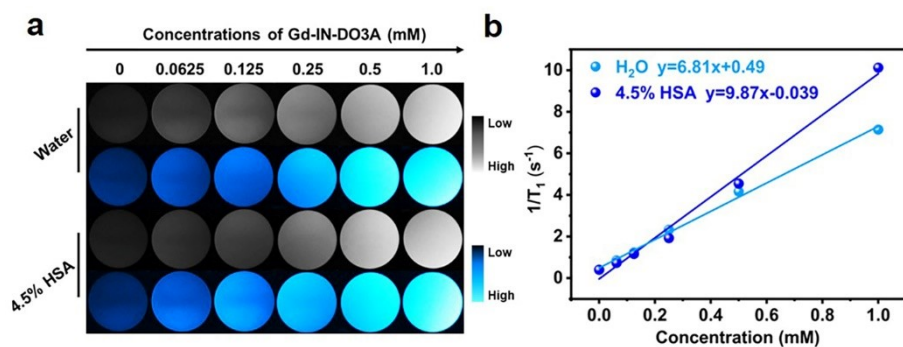 a
Concentrations of Gd-IN-DO3A (mM)
0 0.0625 0.125 0.25 0.5 1.0
Water
4.5% HSA
Low
High
Low
High
b
H₂O y=6.81x+0.49
4.5% HSA y=9.87x-0.039
1/T₁ (s⁻¹)
10
8
6
4
2
0
0.0 0.2 0.4 0.6 0.8 1.0
Concentration (mM)